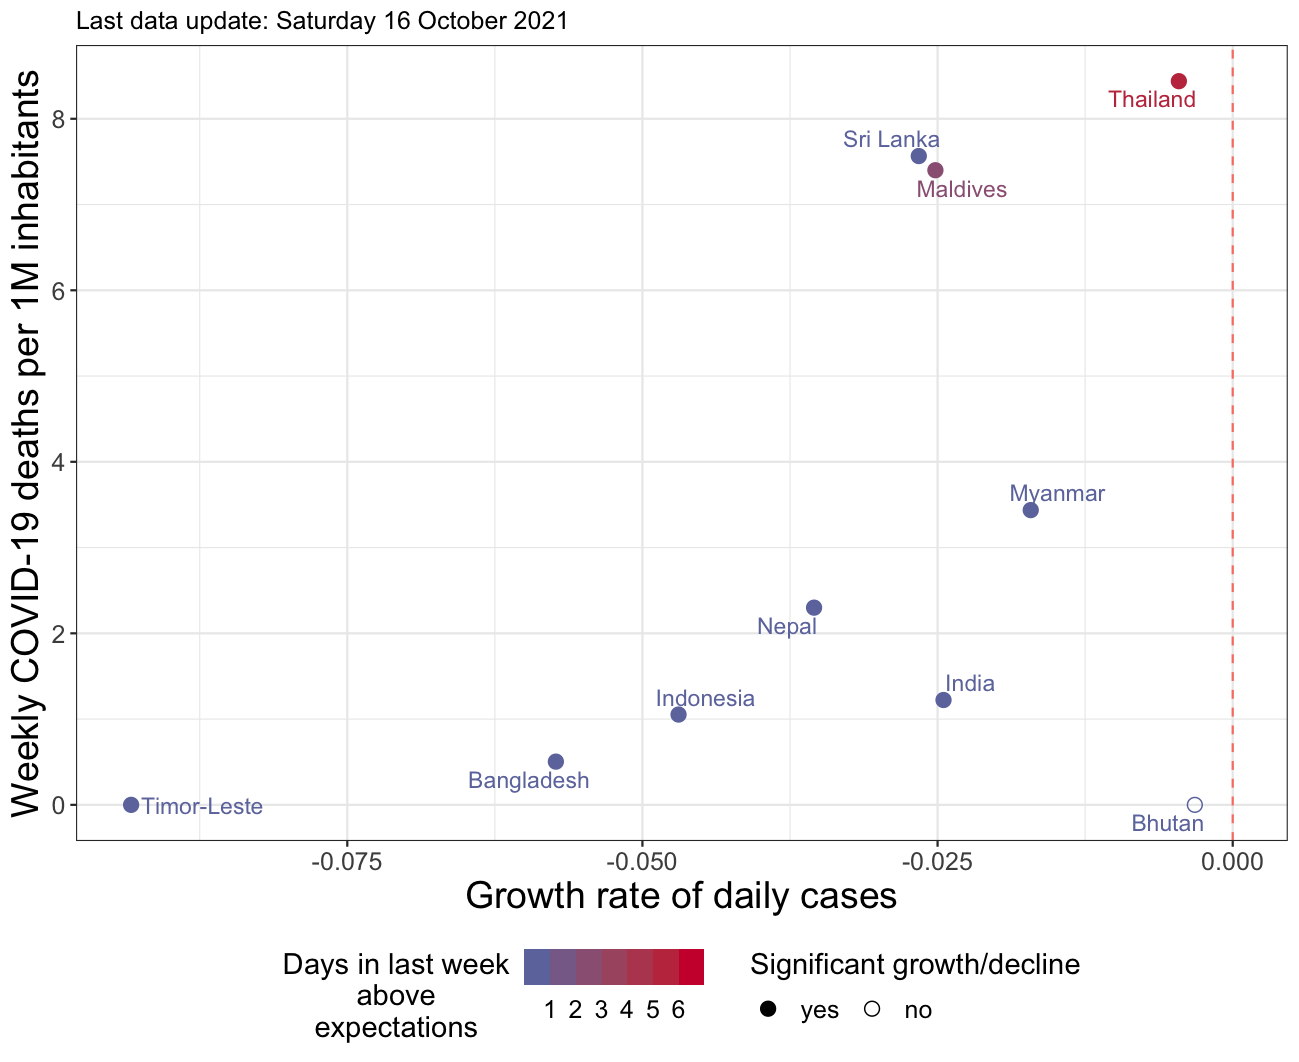 Last data update: Saturday 16 October 2021
Weekly COVID-19 deaths per 1M inhabitants
8
6
4
2
0
Thailand
Sri Lanka
Maldives
Myanmar
Nepal
India
Indonesia
Bangladesh
Timor-Leste
Bhutan
-0.075
-0.050
-0.025
0.000
Growth rate of daily cases
Days in last week
above
expectations
1 2 3 4 5 6
Significant growth/decline
yes
no